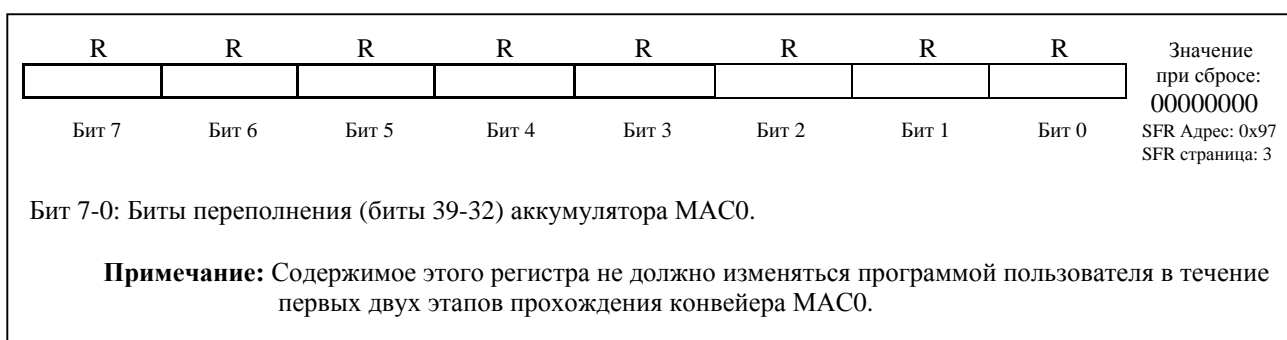 R R R R R R R R
Значение
при сбросе:
00000000
Бит 7 Бит 6 Бит 5 Бит 4 Бит 3 Бит 2 Бит 1 Бит 0
SFR Адрес: 0x97
SFR страница: 3
Бит 7-0: Биты переполнения (биты 39-32) аккумулятора MAC0.
Примечание: Содержимое этого регистра не должно изменяться программой пользователя в течение
первых двух этапов прохождения конвейера MAC0.